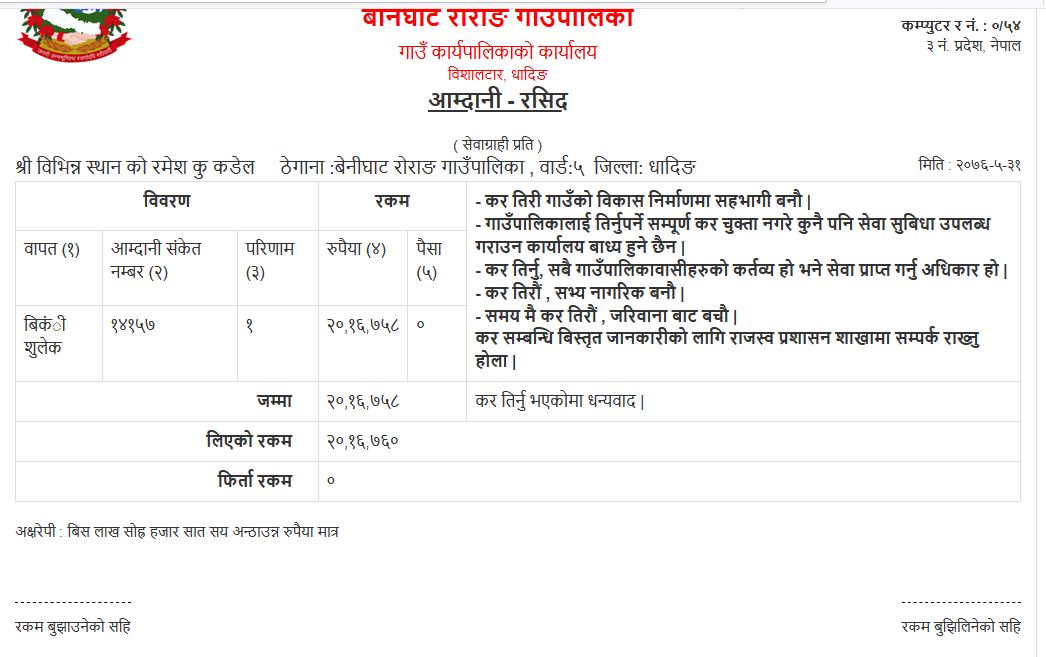 बेनीघाट रोराङ गाउँपालिका
गाउँ कार्यपालिकाको कार्यालय
विशालटार, धादिङ
आम्दानी - रसिद
कम्प्युटर र नं. : ०/५४
३ नं. प्रदेश, नेपाल
( सेवाग्राही प्रति )
श्री विभिन्न स्थान को रमेश कु कडेल ठेगाना :बेनीघाट रोराङ गाउँपालिका , वार्ड:५ जिल्ला: धादिङ
मिति : २०७६-५-३१
विवरण रकम
वापत (१) आम्दानी संकेत नम्बर (२) परिणाम (३) रुपैया (४) पैसा (५)
बिकंी शुलेक १४१५७ १ २०,१६,७५८ ०
- कर तिरी गाउँको विकास निर्माणमा सहभागी बनौ |
- गाउँपालिकालाई तिर्नुपर्ने सम्पूर्ण कर चुक्ता नगरे कुनै पनि सेवा सुबिधा उपलब्ध
गराउन कार्यालय बाध्य हुने छैन |
- कर तिर्नु, सबै गाउँपालिकावासीहरुको कर्तव्य हो भने सेवा प्राप्त गर्नु अधिकार हो |
- कर तिरौं , सभ्य नागरिक बनौ |
- समय मै कर तिरौं , जरिवाना बाट बचौ |
कर सम्बन्धि बिस्तृत जानकारीको लागि राजस्व प्रशासन शाखामा सम्पर्क राख्नु
होला |
जम्मा २०,१६,७५८ कर तिर्नु भएकोमा धन्यवाद |
लिएको रकम २०,१६,७६०
फिर्ता रकम ०
अक्षरेपी : बिस लाख सोह्र हजार सात सय अन्ठाउन्न रुपैया मात्र
रकम बुझाउनेको सहि
रकम बुझिलिनेको सहि